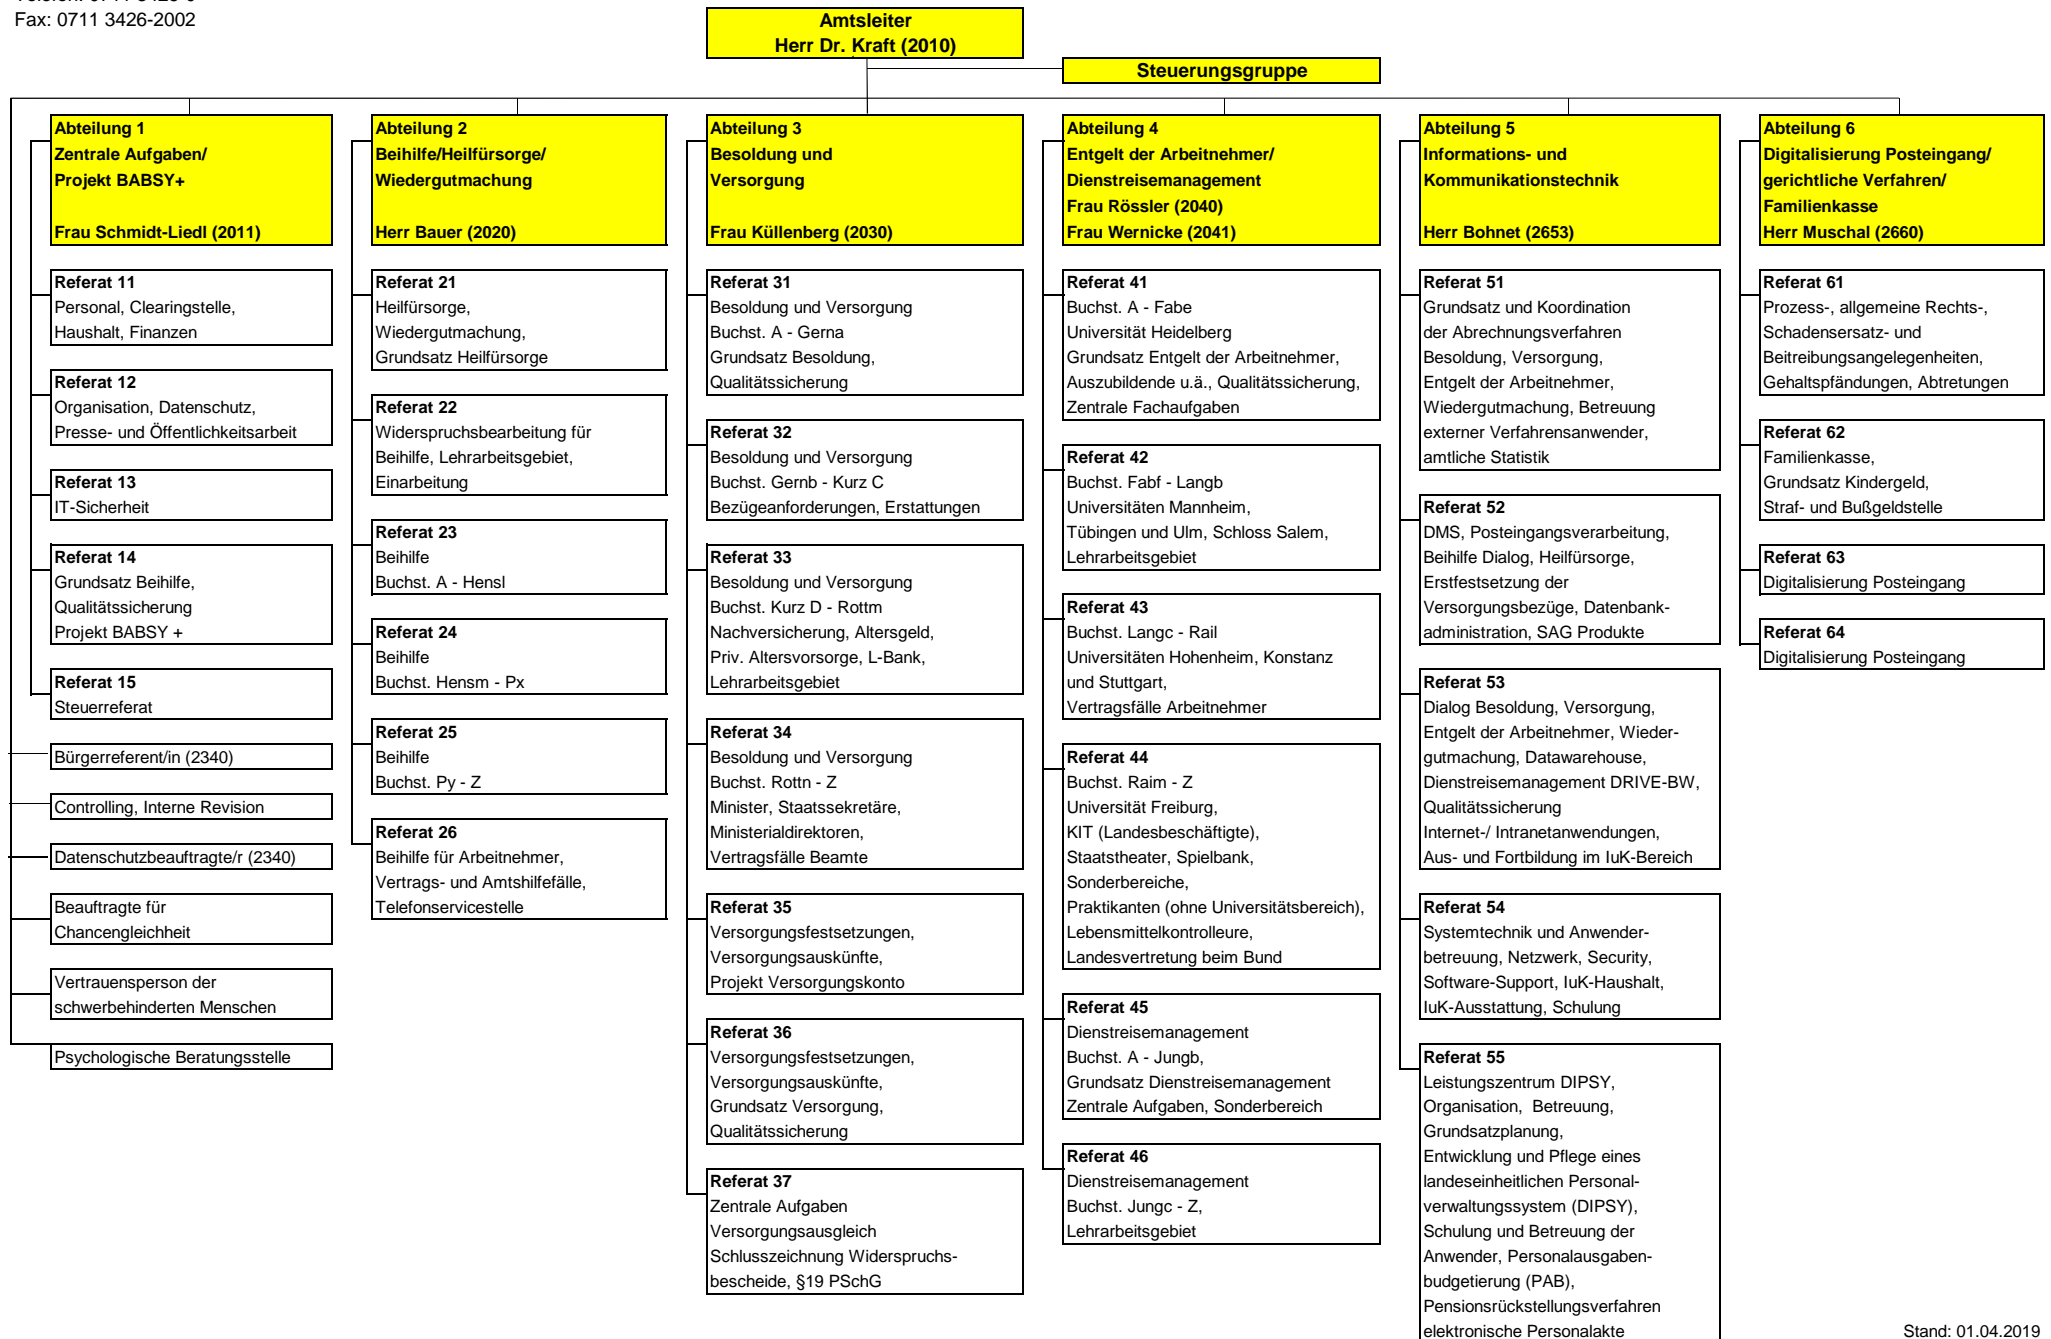 Fax: 0711 3426-2002
Amtsleiter
Herr Dr. Kraft (2010)
Steuerungsgruppe
Abteilung 1
Zentrale Aufgaben/
Projekt BABSY+
Frau Schmidt-Liedl (2011)
Referat 11
Personal, Clearingstelle,
Haushalt, Finanzen
Referat 12
Organisation, Datenschutz,
Presse- und Öffentlichkeitsarbeit
Referat 13
IT-Sicherheit
Referat 14
Grundsatz Beihilfe,
Qualitätssicherung
Projekt BABSY +
Referat 15
Steuerreferat
Bürgerreferent/in (2340)
Controlling, Interne Revision
Datenschutzbeauftragte/r (2340)
Beauftragte für
Chancengleichheit
Vertrauensperson der
schwerbehinderten Menschen
Psychologische Beratungsstelle
Abteilung 2
Beihilfe/Heilfürsorge/
Wiedergutmachung
Herr Bauer (2020)
Referat 21
Heilfürsorge,
Wiedergutmachung,
Grundsatz Heilfürsorge
Referat 22
Widerspruchsbearbeitung für
Beihilfe, Lehrarbeitsgebiet,
Einarbeitung
Referat 23
Beihilfe
Buchst. A - Hensl
Referat 24
Beihilfe
Buchst. Hensm - Px
Referat 25
Beihilfe
Buchst. Py - Z
Referat 26
Beihilfe für Arbeitnehmer,
Vertrags- und Amtshilfefälle,
Telefonservicestelle
Abteilung 3
Besoldung und
Versorgung
Frau Küllenberg (2030)
Referat 31
Besoldung und Versorgung
Buchst. A - Gerna
Grundsatz Besoldung,
Qualitätssicherung
Referat 32
Besoldung und Versorgung
Buchst. Gernb - Kurz C
Bezügeanforderungen, Erstattungen
Referat 33
Besoldung und Versorgung
Buchst. Kurz D - Rottm
Nachversicherung, Altersgeld,
Priv. Altersvorsorge, L-Bank,
Lehrarbeitsgebiet
Referat 34
Besoldung und Versorgung
Buchst. Rottn - Z
Minister, Staatssekretäre,
Ministerialdirektoren,
Vertragsfälle Beamte
Referat 35
Versorgungsfestsetzungen,
Versorgungsauskünfte,
Projekt Versorgungskonto
Referat 36
Versorgungsfestsetzungen,
Versorgungsauskünfte,
Grundsatz Versorgung,
Qualitätssicherung
Referat 37
Zentrale Aufgaben
Versorgungsausgleich
Schlusszeichnung Widerspruchs-
bescheide, §19 PSchG
Abteilung 4
Entgelt der Arbeitnehmer/
Dienstreisemanagement
Frau Rössler (2040)
Frau Wernicke (2041)
Referat 41
Buchst. A - Fabe
Universität Heidelberg
Grundsatz Entgelt der Arbeitnehmer,
Auszubildende u.ä., Qualitätssicherung,
Zentrale Fachaufgaben
Referat 42
Buchst. Fabf - Langb
Universitäten Mannheim,
Tübingen und Ulm, Schloss Salem,
Lehrarbeitsgebiet
Referat 43
Buchst. Langc - Rail
Universitäten Hohenheim, Konstanz
und Stuttgart,
Vertragsfälle Arbeitnehmer
Referat 44
Buchst. Raim - Z
Universität Freiburg,
KIT (Landesbeschäftigte),
Staatstheater, Spielbank,
Sonderbereiche,
Praktikanten (ohne Universitätsbereich),
Lebensmittelkontrolleure,
Landesvertretung beim Bund
Referat 45
Dienstreisemanagement
Buchst. A - Jungb,
Grundsatz Dienstreisemanagement
Zentrale Aufgaben, Sonderbereich
Referat 46
Dienstreisemanagement
Buchst. Jungc - Z,
Lehrarbeitsgebiet
Abteilung 5
Informations- und
Kommunikationstechnik
Herr Bohnet (2653)
Referat 51
Grundsatz und Koordination
der Abrechnungsverfahren
Besoldung, Versorgung,
Entgelt der Arbeitnehmer,
Wiedergutmachung, Betreuung
externer Verfahrensanwender,
amtliche Statistik
Referat 52
DMS, Posteingangsverarbeitung,
Beihilfe Dialog, Heilfürsorge,
Erstfestsetzung der
Versorgungsbezüge, Datenbank-
administration, SAG Produkte
Referat 53
Dialog Besoldung, Versorgung,
Entgelt der Arbeitnehmer, Wieder-
gutmachung, Datawarehouse,
Dienstreisemanagement DRIVE-BW,
Qualitätssicherung
Internet-/ Intranetanwendungen,
Aus- und Fortbildung im IuK-Bereich
Referat 54
Systemtechnik und Anwender-
betreuung, Netzwerk, Security,
Software-Support, IuK-Haushalt,
IuK-Ausstattung, Schulung
Referat 55
Leistungszentrum DIPSY,
Organisation, Betreuung,
Grundsatzplanung,
Entwicklung und Pflege eines
landeseinheitlichen Personal-
verwaltungssystem (DIPSY),
Schulung und Betreuung der
Anwender, Personalausgaben-
budgetierung (PAB),
Pensionsrückstellungsverfahren
elektronische Personalakte
Abteilung 6
Digitalisierung Posteingang/
gerichtliche Verfahren/
Familienkasse
Herr Muschal (2660)
Referat 61
Prozess-, allgemeine Rechts-,
Schadensersatz- und
Beitreibungsangelegenheiten,
Gehaltspfändungen, Abtretungen
Referat 62
Familienkasse,
Grundsatz Kindergeld,
Straf- und Bußgeldstelle
Referat 63
Digitalisierung Posteingang
Referat 64
Digitalisierung Posteingang
Stand: 01.04.2019